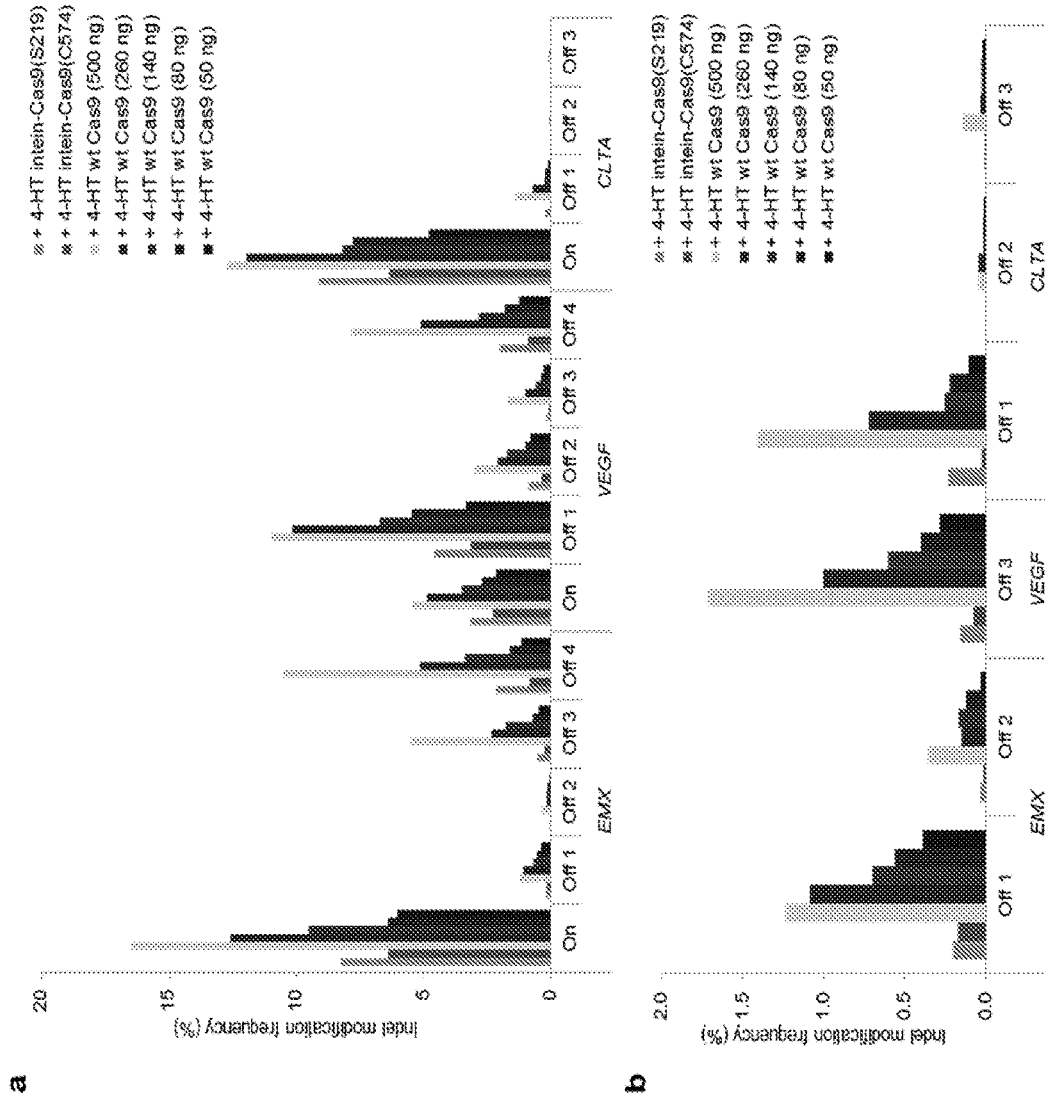 a
+ 4-HT intein-Cas9(S219)
+ 4-HT intein-Cas9(C574)
+ 4-HT wt Cas9 (500 ng)
+ 4-HT wt Cas9 (260 ng)
+ 4-HT wt Cas9 (140 ng)
+ 4-HT wt Cas9 (80 ng)
+ 4-HT wt Cas9 (50 ng)
Indel modification frequency (%)
20
15
10
5
0
On Off 1 Off 2 Off 3 Off 4 On Off 1 Off 2 Off 3 Off 4 On Off 1 Off 2 Off 3
EMX VEGF CLTA
b
+ 4-HT intein-Cas9(S219)
+ 4-HT intein-Cas9(C574)
+ 4-HT wt Cas9 (500 ng)
+ 4-HT wt Cas9 (260 ng)
+ 4-HT wt Cas9 (140 ng)
+ 4-HT wt Cas9 (80 ng)
+ 4-HT wt Cas9 (50 ng)
Indel modification frequency (%)
2.0
1.5
1.0
0.5
0.0
Off 1 Off 2 Off 3 Off 1 Off 2 Off 3
EMX VEGF CLTA